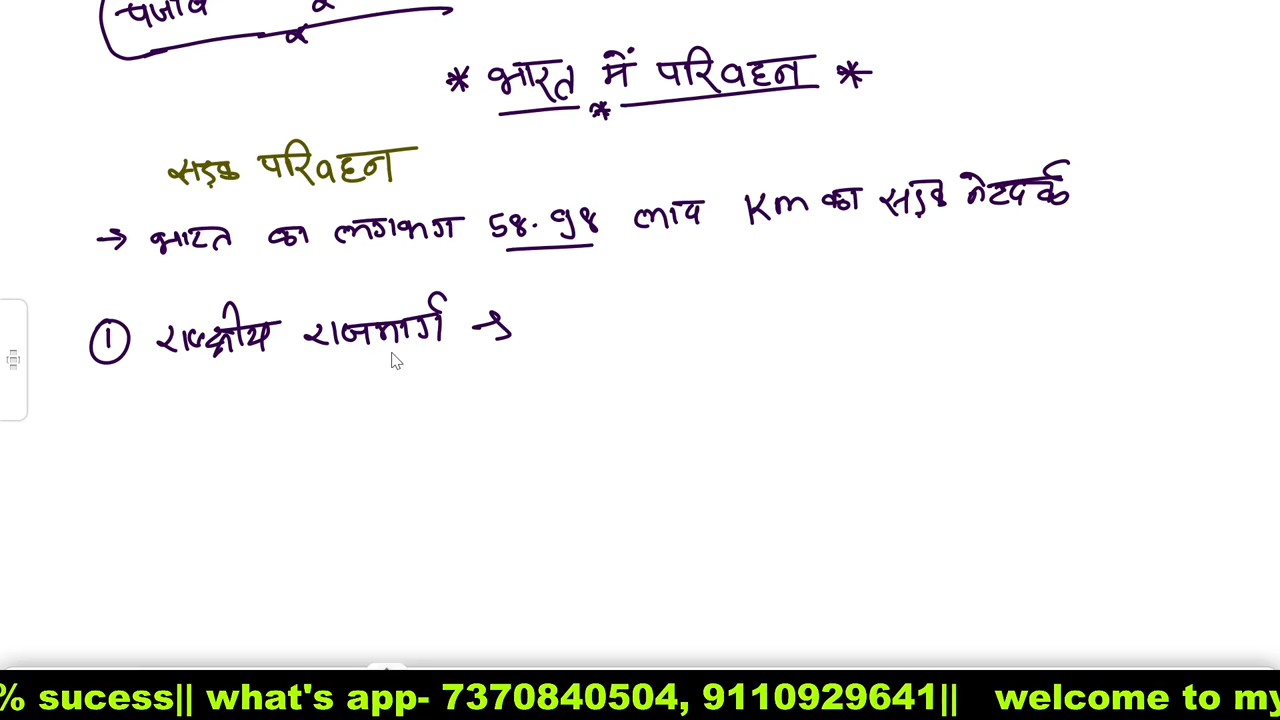 पंजाब
* भारत में परिवहन *
*
सड़क परिवहन
→ भारत का लगभग 58.98 लाख Km का सड़क नेटवर्क
① राष्ट्रीय राजमार्ग →
% sucess|| what's app- 7370840504, 9110929641|| welcome to my